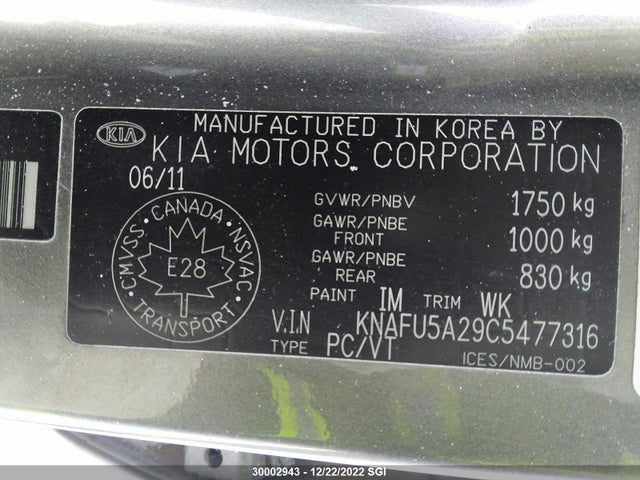 KIA
MANUFACTURED IN KOREA BY
KIA MOTORS CORPORATION
06/11
GVWR/PNBV 1750 kg
GAWR/PNBE FRONT 1000 kg
GAWR/PNBE REAR 830 kg
PAINT IM TRIM WK
CANADA
CMVSS NSVAC
E28
TRANSPORT
V.I.N KNAFU5A29C5477316
TYPE PC/VT
ICES/NMB-002
30002943 - 12/22/2022 SGI